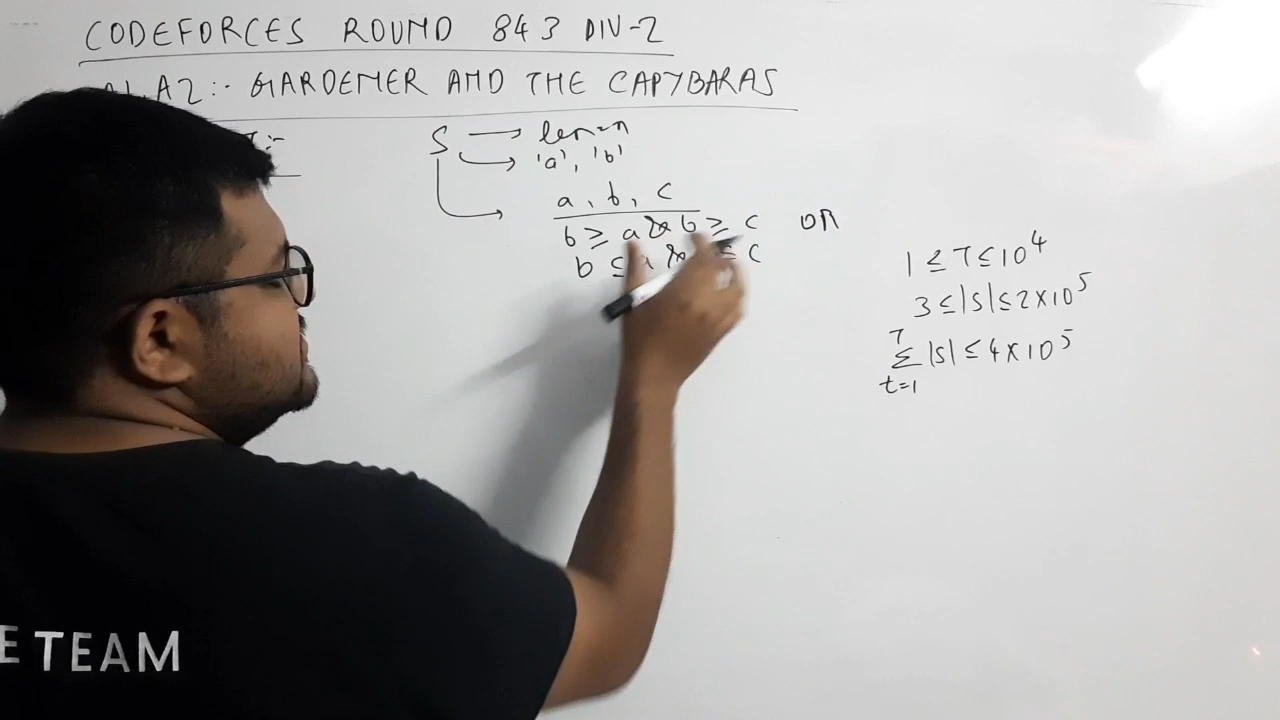 CODEFORCES ROUND 843 DIV-2
A2:- GARDENER AND THE CAPYBARAS
S → len=n
'a', 'b'
a, b, c
b ≥ a & b ≥ c OR
b ≤ a & ≤ c
1 ≤ T ≤ 10^4
3 ≤ |S| ≤ 2×10^5
T
∑ |S| ≤ 4×10^5
t=1
E TEAM